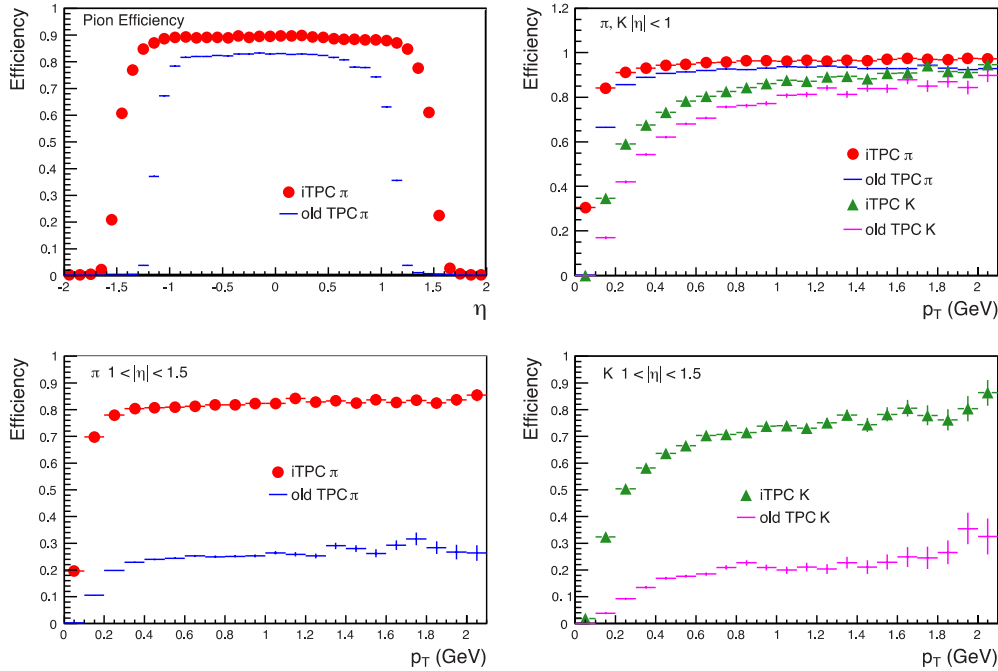 Efficiency
1
0.9
0.8
0.7
0.6
0.5
0.4
0.3
0.2
0.1
0
Pion Efficiency
iTPC π
old TPC π
-2 -1.5 -1 -0.5 0 0.5 1 1.5 2
η
Efficiency
1.2
1
0.8
0.6
0.4
0.2
0
π, K |η| < 1
iTPC π
old TPC π
iTPC K
old TPC K
0.2 0.4 0.6 0.8 1 1.2 1.4 1.6 1.8 2
p_T (GeV)
Efficiency
1
0.9
0.8
0.7
0.6
0.5
0.4
0.3
0.2
0.1
0
π 1 < |η| < 1.5
iTPC π
old TPC π
0 0.2 0.4 0.6 0.8 1 1.2 1.4 1.6 1.8 2
p_T (GeV)
Efficiency
1
0.9
0.8
0.7
0.6
0.5
0.4
0.3
0.2
0.1
0
K 1 < |η| < 1.5
iTPC K
old TPC K
0 0.2 0.4 0.6 0.8 1 1.2 1.4 1.6 1.8 2
p_T (GeV)